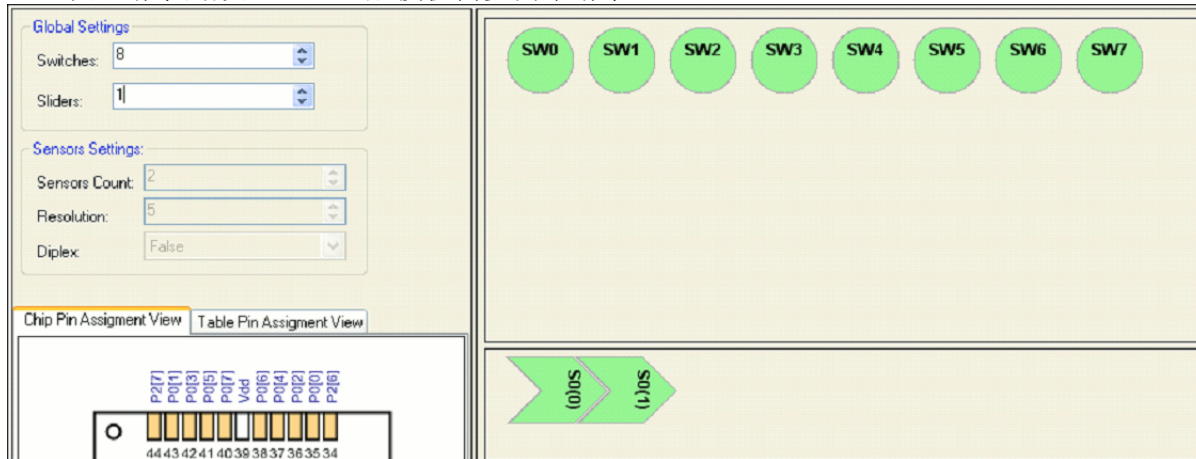 Global Settings
Switches: 8
Sliders: 1
Sensors Settings:
Sensors Count: 2
Resolution: 5
Diplex: False
Chip Pin Assigment View Table Pin Assigment View
P2[7] P0[1] P0[3] P0[5] P0[7] Vdd P0[6] P0[4] P0[2] P0[0] P2[6]
44 43 42 41 40 39 38 37 36 35 34
SW0 SW1 SW2 SW3 SW4 SW5 SW6 SW7
S0(0) S0(1)